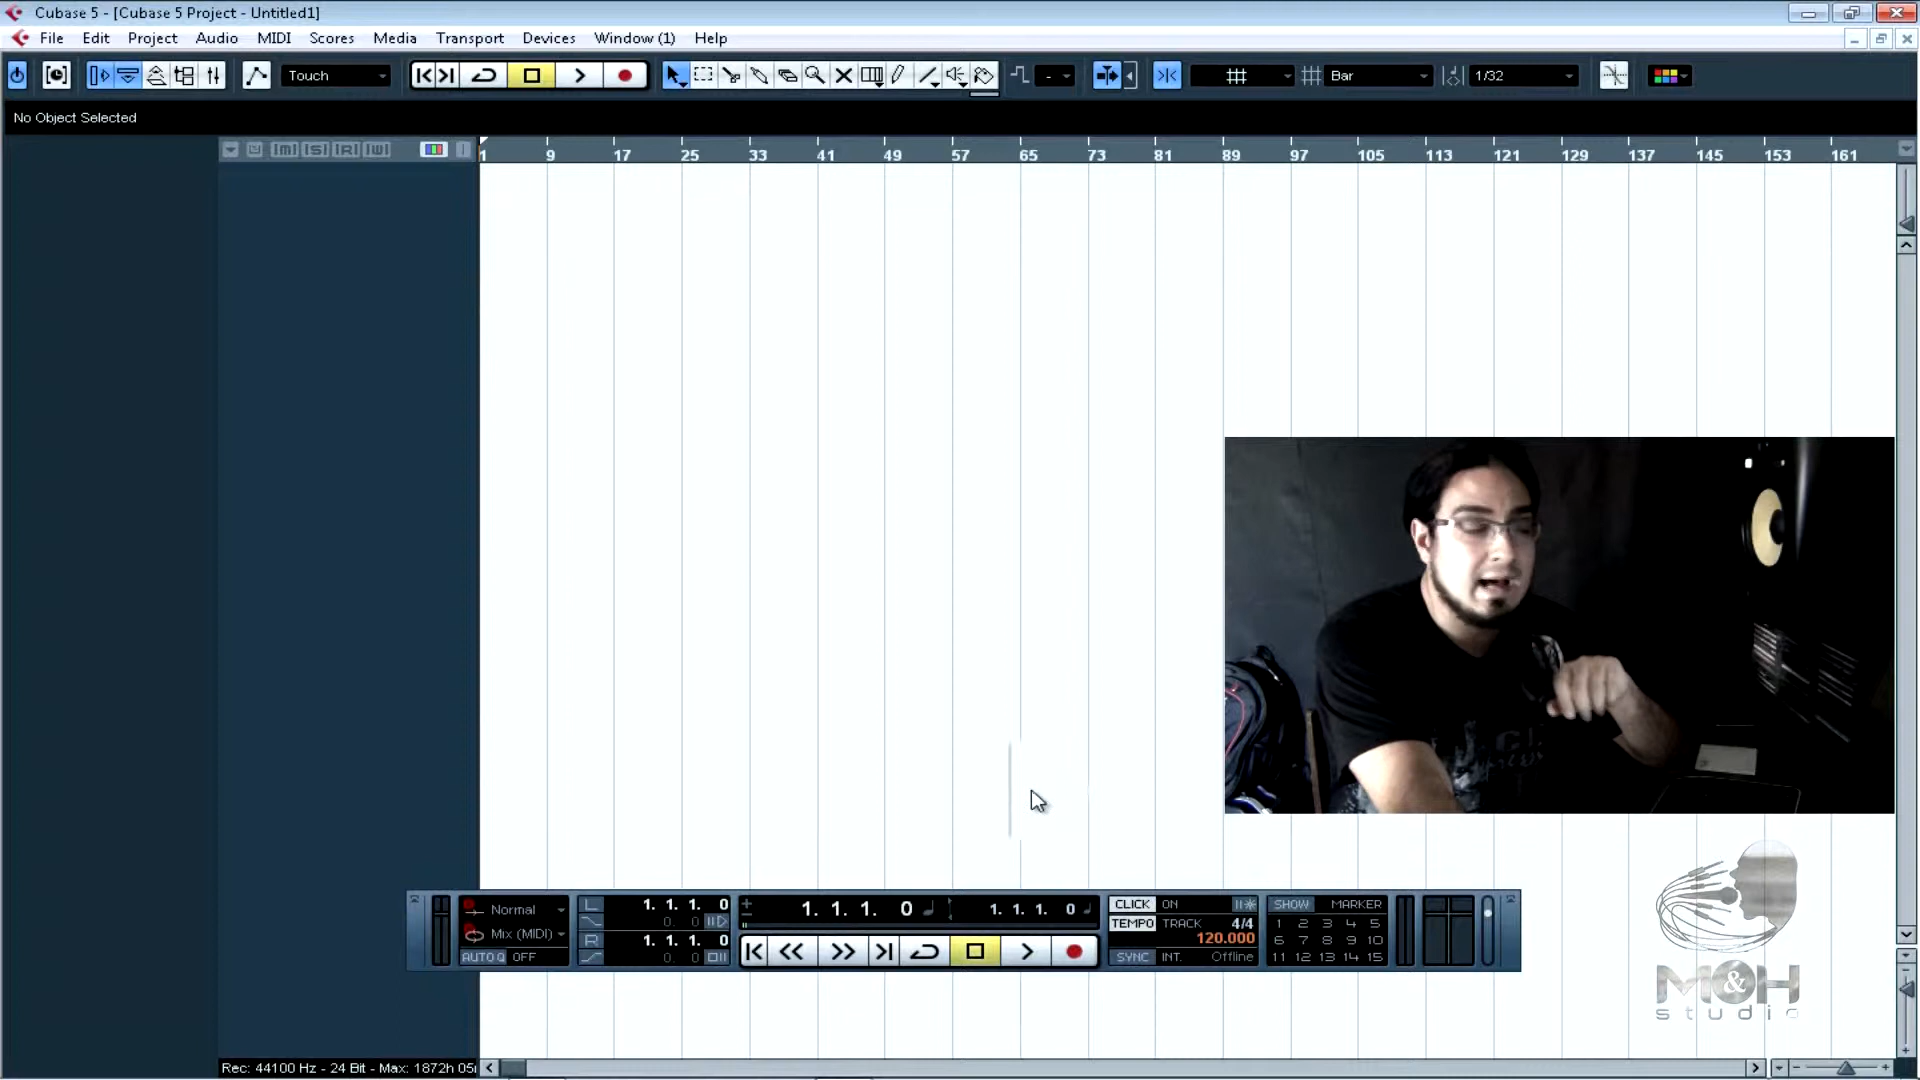 Cubase 5 - [Cubase 5 Project - Untitled1]
File Edit Project Audio MIDI Scores Media Transport Devices Window (1) Help
Touch - Bar 1/32
No Object Selected
[m] [S] [R] [W]
1 9 17 25 33 41 49 57 65 73 81 89 97 105 113 121 129 137 145 153 161
Normal
Mix (MIDI)
AUTO Q OFF
L 1. 1. 1. 0
0. 0
R 1. 1. 1. 0
0. 0
1. 1. 1. 0 1. 1. 1. 0
CLICK ON
TEMPO TRACK 4/4
120.000
SYNC INT. Offline
SHOW MARKER
1 2 3 4 5
6 7 8 9 10
11 12 13 14 15
M&H
studio
Rec: 44100 Hz - 24 Bit - Max: 1872h 05